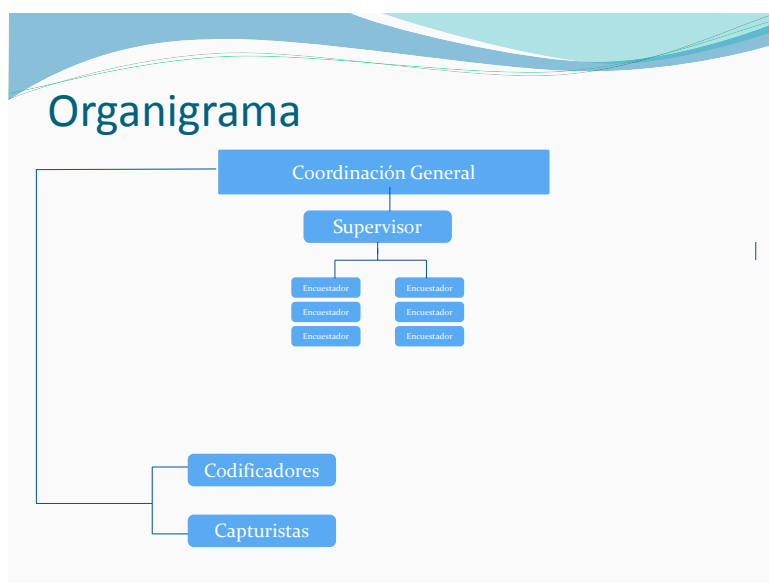 Organigrama
Coordinación General
Supervisor
Encuestador
Encuestador
Encuestador
Encuestador
Encuestador
Encuestador
Codificadores
Capturistas